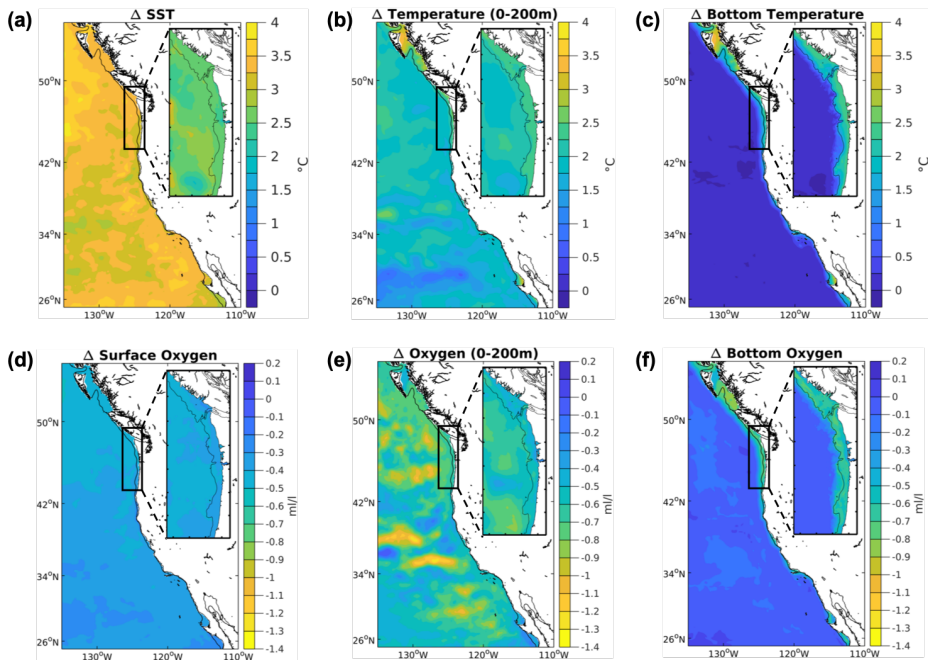 (a)
Δ SST
50°N
42°N
34°N
26°N
130°W
120°W
110°W
4
3.5
3
2.5
2
1.5
1
0.5
0
°C
(b)
Δ Temperature (0-200m)
50°N
42°N
34°N
26°N
130°W
120°W
110°W
4
3.5
3
2.5
2
1.5
1
0.5
0
°C
(c)
Δ Bottom Temperature
50°N
42°N
34°N
26°N
130°W
120°W
110°W
4
3.5
3
2.5
2
1.5
1
0.5
0
°C
(d)
Δ Surface Oxygen
50°N
42°N
34°N
26°N
130°W
120°W
110°W
0.2
0.1
0
-0.1
-0.2
-0.3
-0.4
-0.5
-0.6
-0.7
-0.8
-0.9
-1
-1.1
-1.2
-1.3
-1.4
ml/l
(e)
Δ Oxygen (0-200m)
50°N
42°N
34°N
26°N
130°W
120°W
110°W
0.2
0.1
0
-0.1
-0.2
-0.3
-0.4
-0.5
-0.6
-0.7
-0.8
-0.9
-1
-1.1
-1.2
-1.3
-1.4
ml/l
(f)
Δ Bottom Oxygen
50°N
42°N
34°N
26°N
130°W
120°W
110°W
0.2
0.1
0
-0.1
-0.2
-0.3
-0.4
-0.5
-0.6
-0.7
-0.8
-0.9
-1
-1.1
-1.2
-1.3
-1.4
ml/l